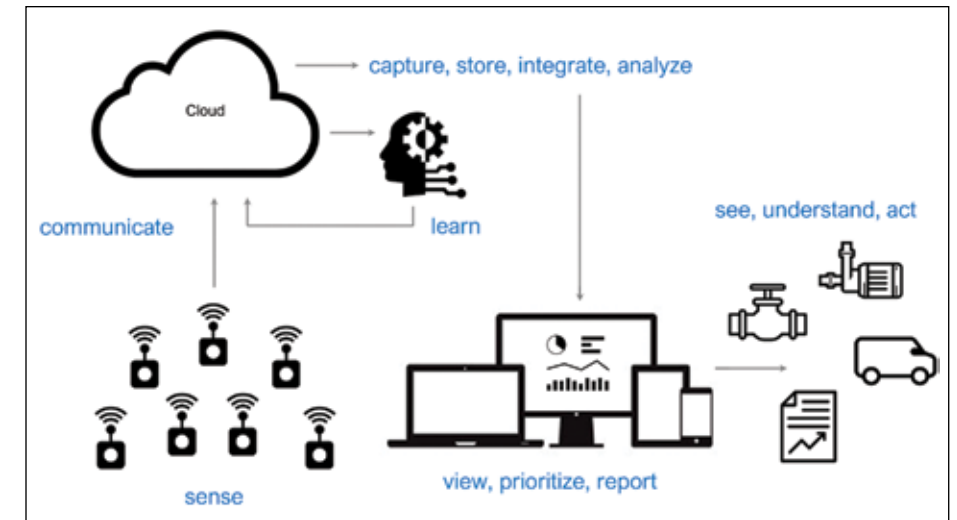 Cloud
capture, store, integrate, analyze
communicate
learn
see, understand, act
sense
view, prioritize, report